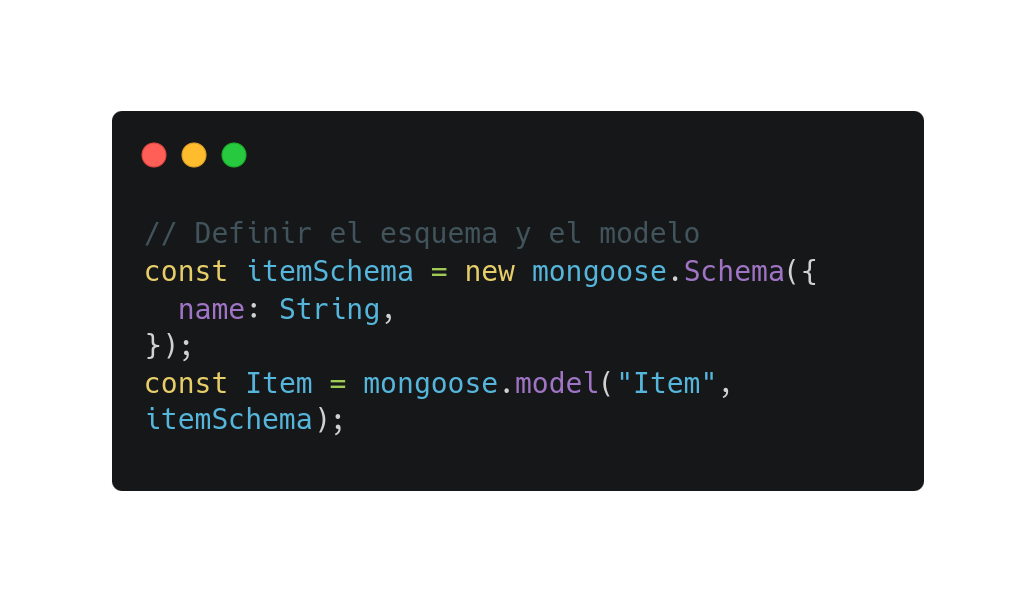 // Definir el esquema y el modelo
const itemSchema = new mongoose.Schema({
  name: String,
});
const Item = mongoose.model("Item",
itemSchema);